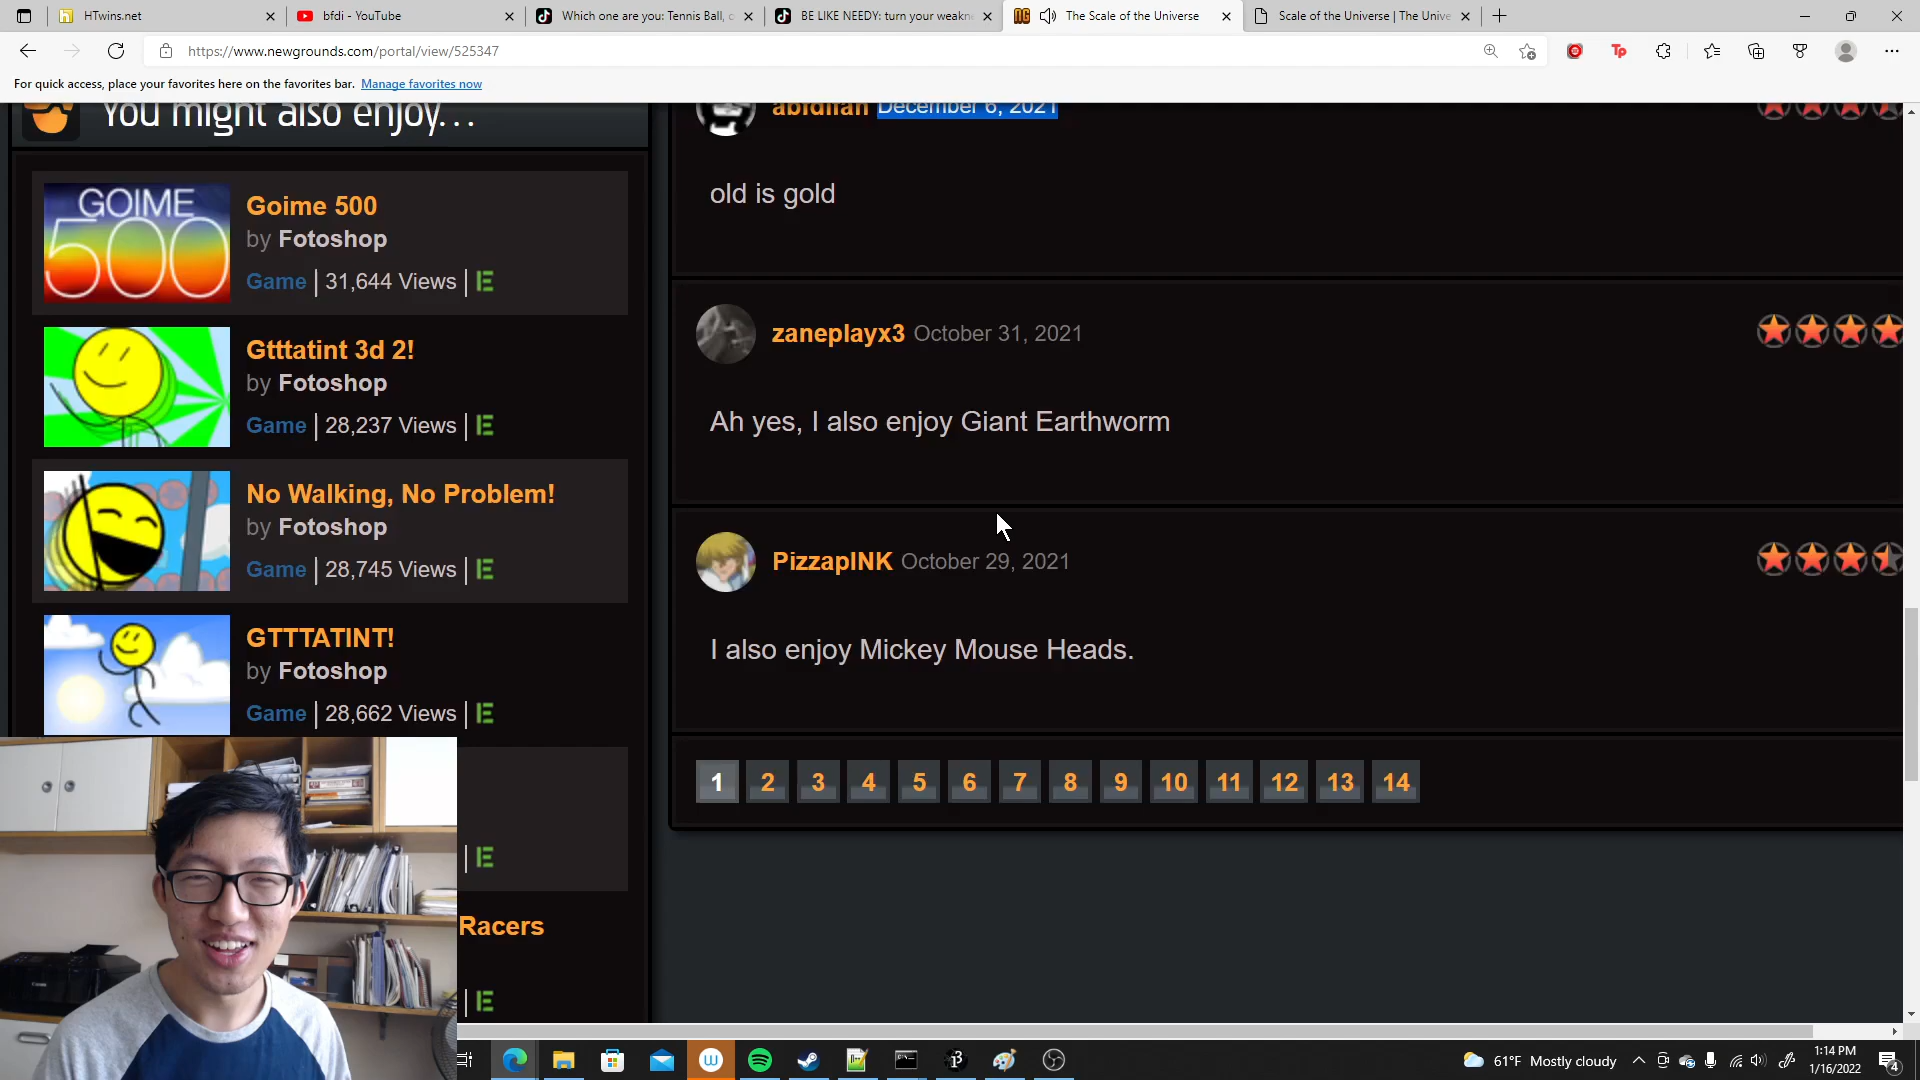 HTwins.net
bfdi - YouTube
Which one are you: Tennis Ball, c
BE LIKE NEEDY: turn your weakn
The Scale of the Universe
Scale of the Universe | The Unive
https://www.newgrounds.com/portal/view/525347
For quick access, place your favorites here on the favorites bar. Manage favorites now
You might also enjoy...
GOIME
500
Goime 500
by Fotoshop
Game | 31,644 Views | E
Gtttatint 3d 2!
by Fotoshop
Game | 28,237 Views | E
No Walking, No Problem!
by Fotoshop
Game | 28,745 Views | E
GTTTATINT!
by Fotoshop
Game | 28,662 Views | E
| E
Racers
| E
December 6, 2021
old is gold
zaneplayx3 October 31, 2021
Ah yes, I also enjoy Giant Earthworm
PizzapINK October 29, 2021
I also enjoy Mickey Mouse Heads.
1 2 3 4 5 6 7 8 9 10 11 12 13 14
61°F Mostly cloudy
1:14 PM
1/16/2022
4